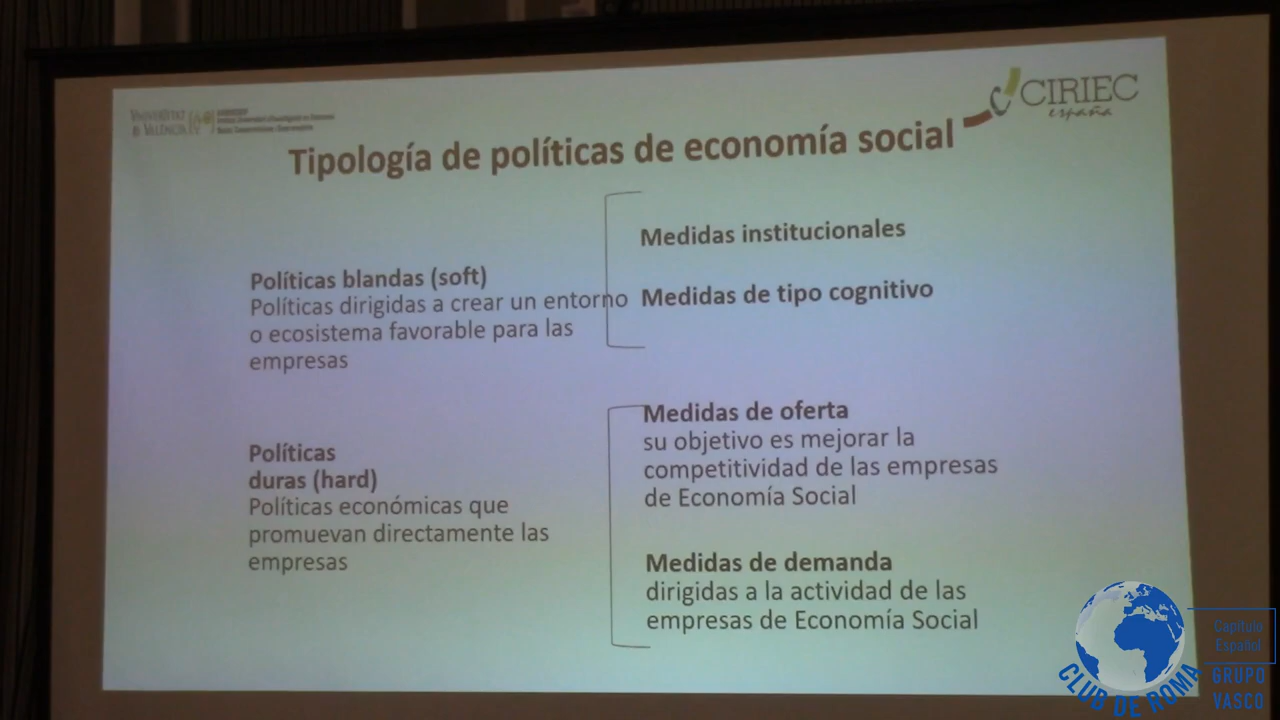 VNIVERSITAT
DE VALÈNCIA
CIRIEC
españa
Tipología de políticas de economía social
Políticas blandas (soft)
Políticas dirigidas a crear un entorno
o ecosistema favorable para las
empresas
Medidas institucionales
Medidas de tipo cognitivo
Políticas
duras (hard)
Políticas económicas que
promuevan directamente las
empresas
Medidas de oferta
su objetivo es mejorar la
competitividad de las empresas
de Economía Social
Medidas de demanda
dirigidas a la actividad de las
empresas de Economía Social
CLUB DE ROMA
Capítulo
Español
GRUPO
VASCO